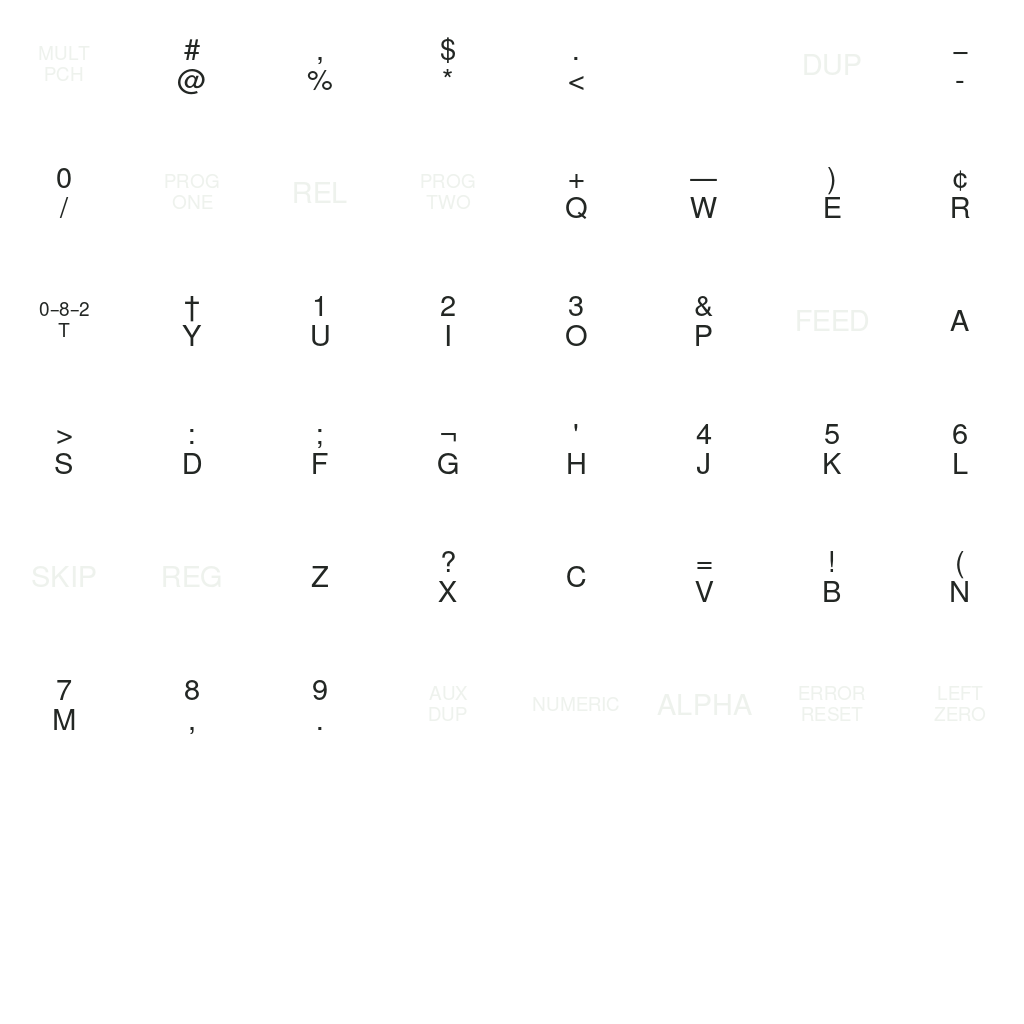 MULT # , $ . DUP –
PCH @ % * < -
0 PROG REL PROG + — ) ¢
/ ONE TWO Q W E R
0-8-2 † 1 2 3 & FEED A
T Y U I O P
> : ; ¬ ' 4 5 6
S D F G H J K L
SKIP REG Z ? C = ! (
X V B N
7 8 9 AUX NUMERIC ALPHA ERROR LEFT
M , . DUP RESET ZERO